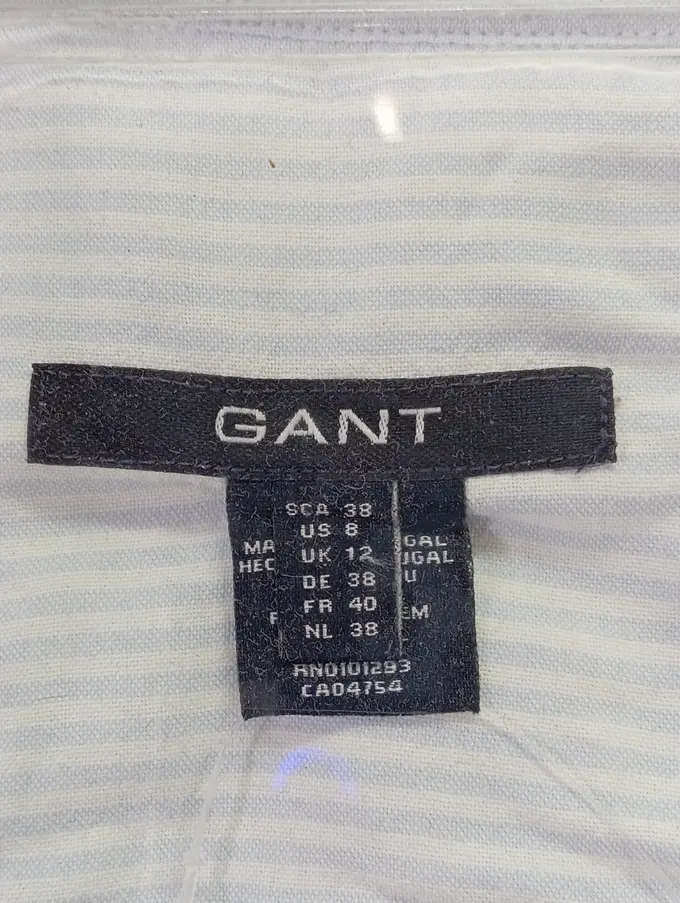 GANT
SCA 38
US 8
UK 12
DE 38
FR 40
NL 38
RN0101293
CA04754